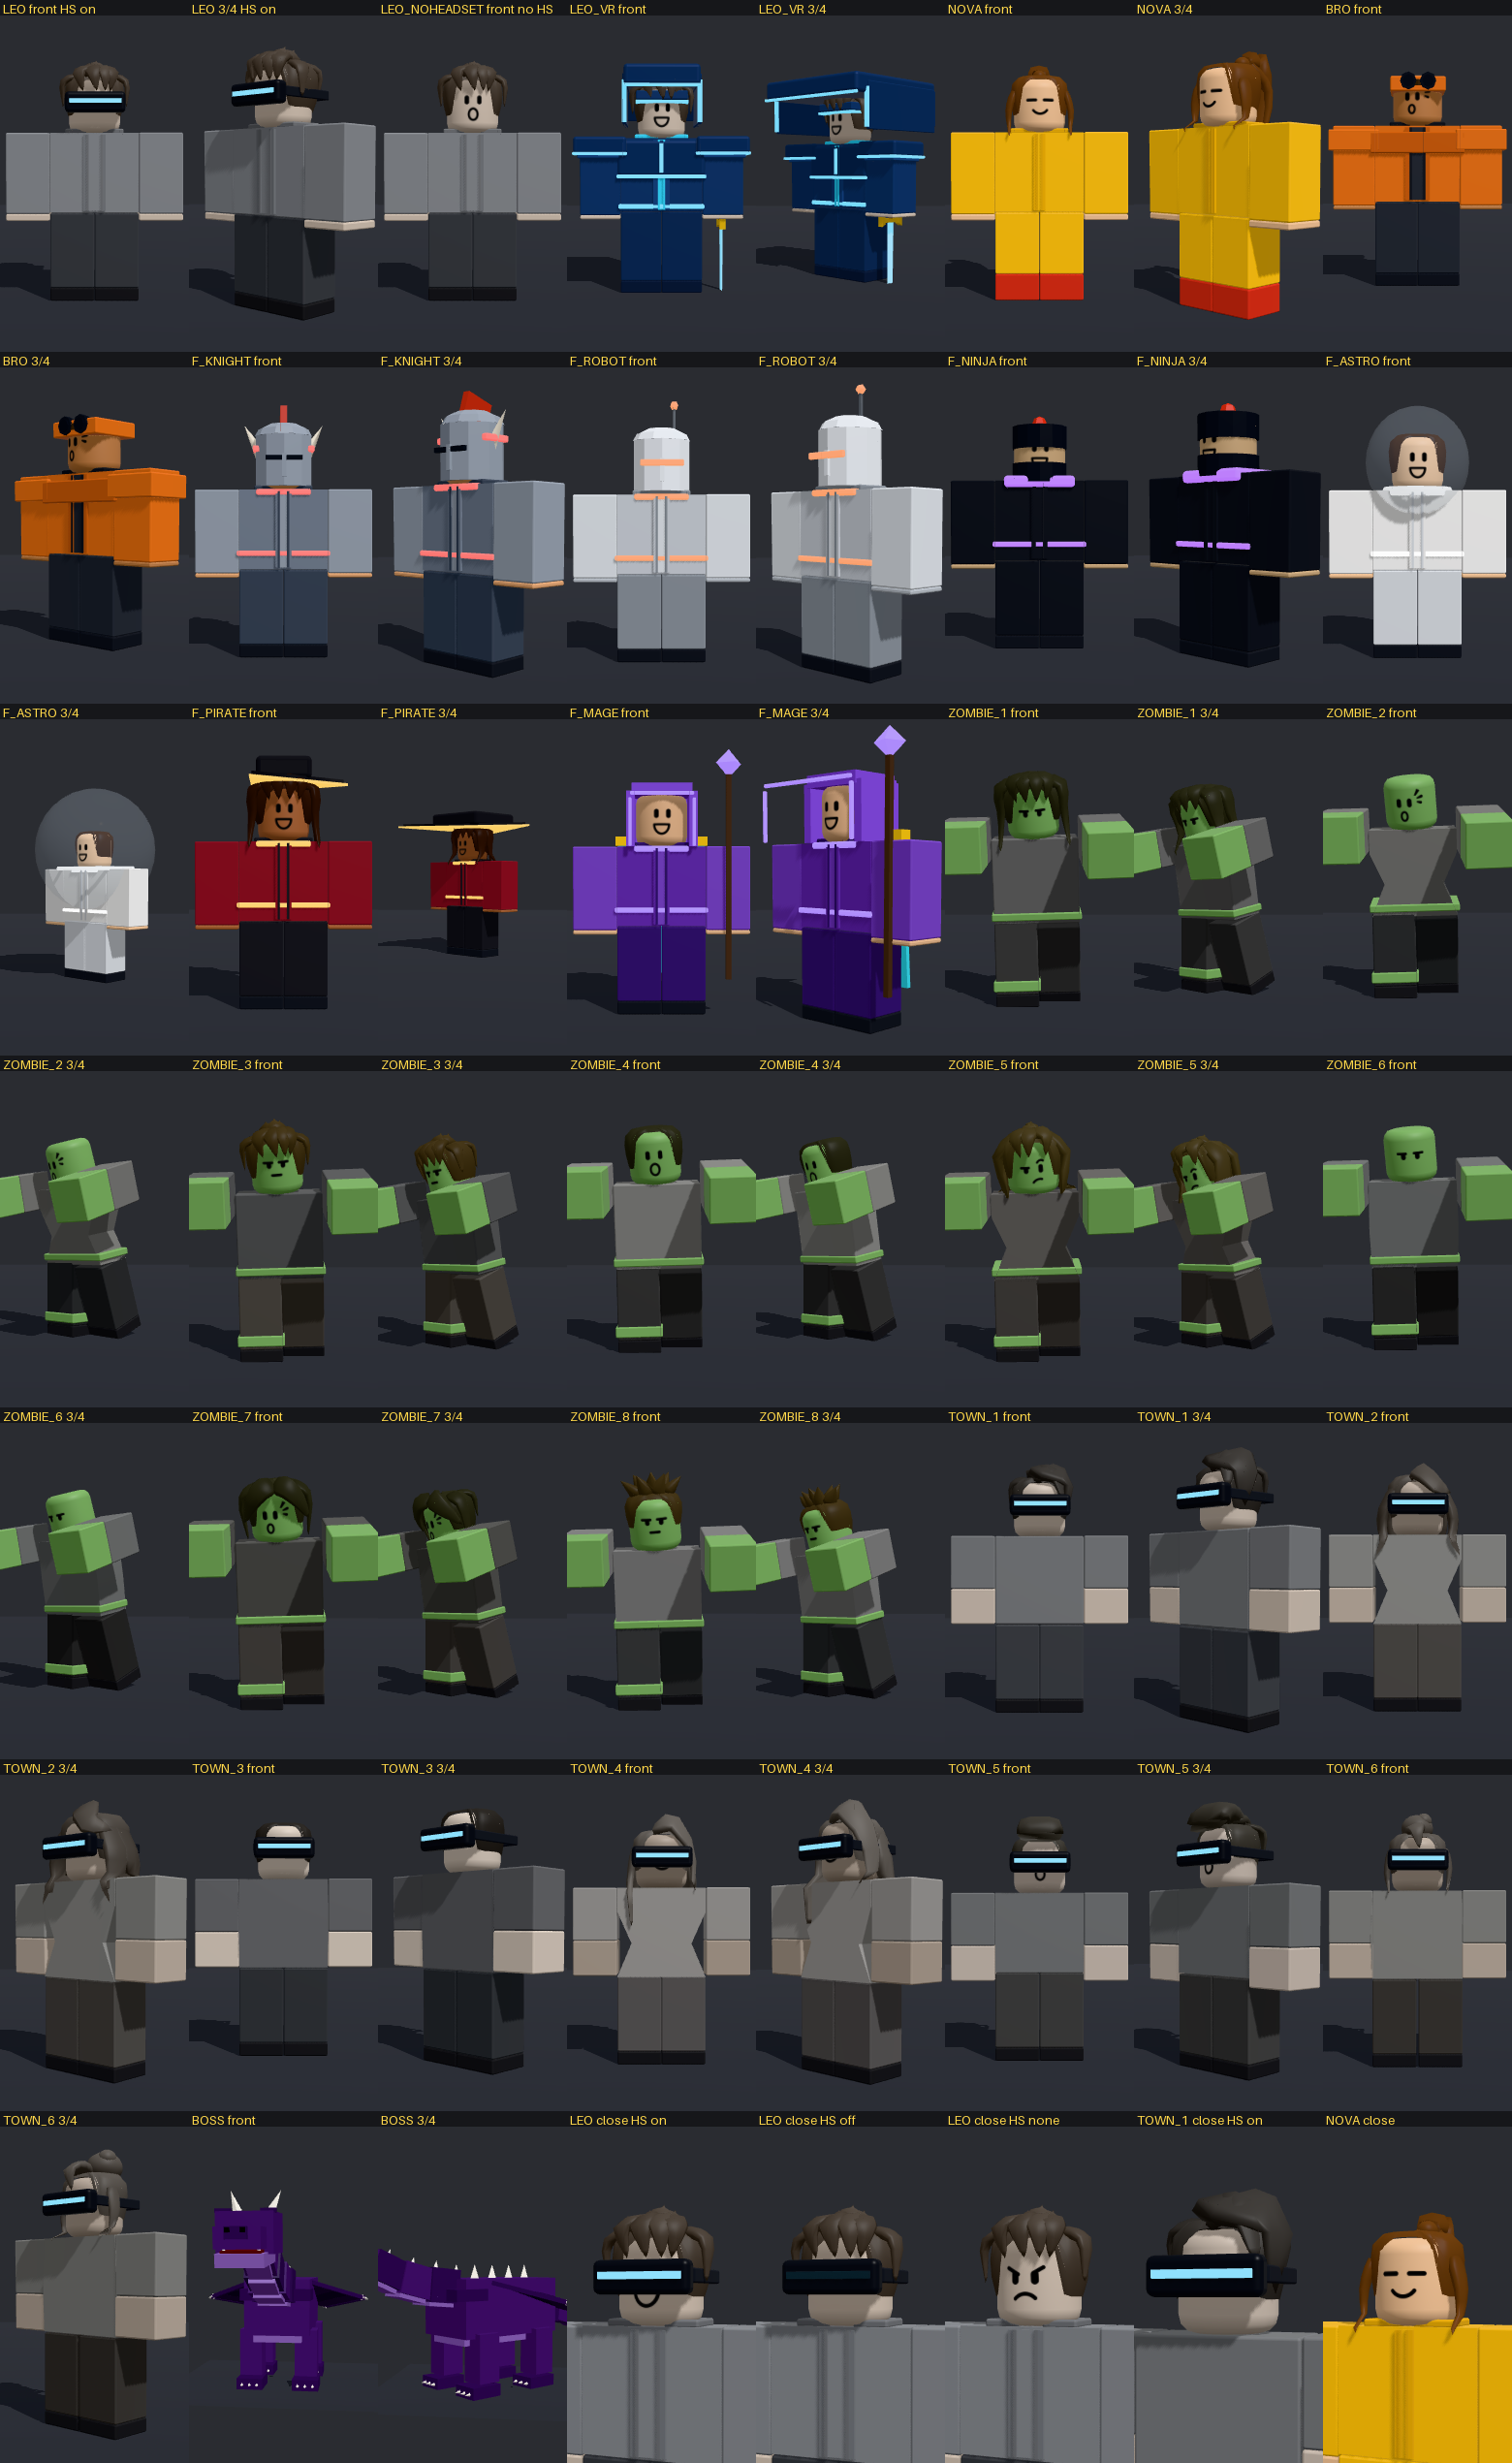 LEO front HS on
LEO 3/4 HS on
LEO_NOHEADSET front no HS
LEO_VR front
LEO_VR 3/4
NOVA front
NOVA 3/4
BRO front
BRO 3/4
F_KNIGHT front
F_KNIGHT 3/4
F_ROBOT front
F_ROBOT 3/4
F_NINJA front
F_NINJA 3/4
F_ASTRO front
F_ASTRO 3/4
F_PIRATE front
F_PIRATE 3/4
F_MAGE front
F_MAGE 3/4
ZOMBIE_1 front
ZOMBIE_1 3/4
ZOMBIE_2 front
ZOMBIE_2 3/4
ZOMBIE_3 front
ZOMBIE_3 3/4
ZOMBIE_4 front
ZOMBIE_4 3/4
ZOMBIE_5 front
ZOMBIE_5 3/4
ZOMBIE_6 front
ZOMBIE_6 3/4
ZOMBIE_7 front
ZOMBIE_7 3/4
ZOMBIE_8 front
ZOMBIE_8 3/4
TOWN_1 front
TOWN_1 3/4
TOWN_2 front
TOWN_2 3/4
TOWN_3 front
TOWN_3 3/4
TOWN_4 front
TOWN_4 3/4
TOWN_5 front
TOWN_5 3/4
TOWN_6 front
TOWN_6 3/4
BOSS front
BOSS 3/4
LEO close HS on
LEO close HS off
LEO close HS none
TOWN_1 close HS on
NOVA close